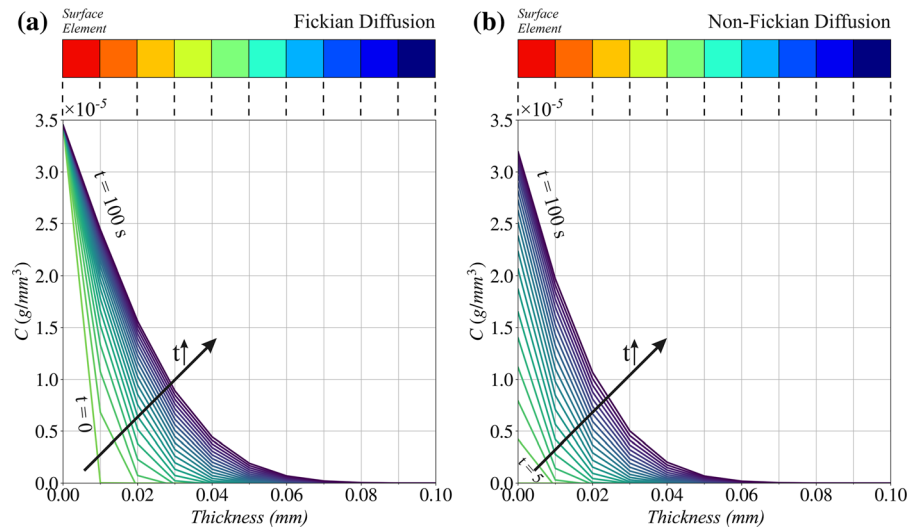 (a)
Surface
Element
Fickian Diffusion
×10⁻⁵
3.5
3.0
2.5
2.0
1.5
1.0
0.5
0.0
C (g/mm³)
t = 100 s
t = 0
t↑
0.00 0.02 0.04 0.06 0.08 0.10
Thickness (mm)
(b)
Surface
Element
Non-Fickian Diffusion
×10⁻⁵
3.5
3.0
2.5
2.0
1.5
1.0
0.5
0.0
C (g/mm³)
t = 100 s
t = 5
t↑
0.00 0.02 0.04 0.06 0.08 0.10
Thickness (mm)